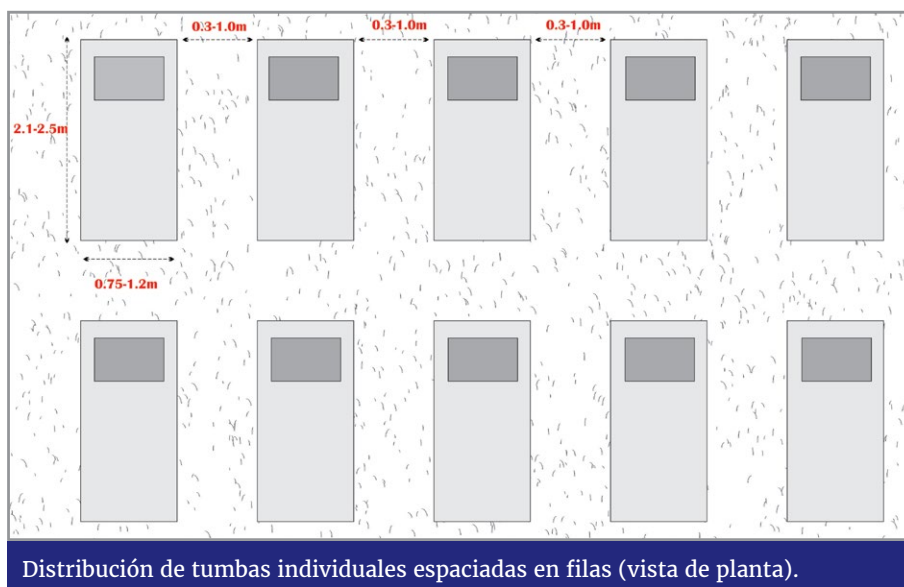 0.3-1.0m 0.3-1.0m 0.3-1.0m
2.1-2.5m
0.75-1.2m
Distribución de tumbas individuales espaciadas en filas (vista de planta).